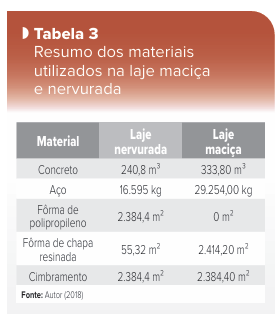 Tabela 3
Resumo dos materiais
utilizados na laje maciça
e nervurada
Material Laje nervurada Laje maciça
Concreto 240,8 m³ 333,80 m³
Aço 16.595 kg 29.254,00 kg
Fôrma de polipropileno 2.384,4 m² 0 m²
Fôrma de chapa resinada 55,32 m² 2.414,20 m²
Cimbramento 2.384,4 m² 2.384,40 m²
Fonte: Autor (2018)